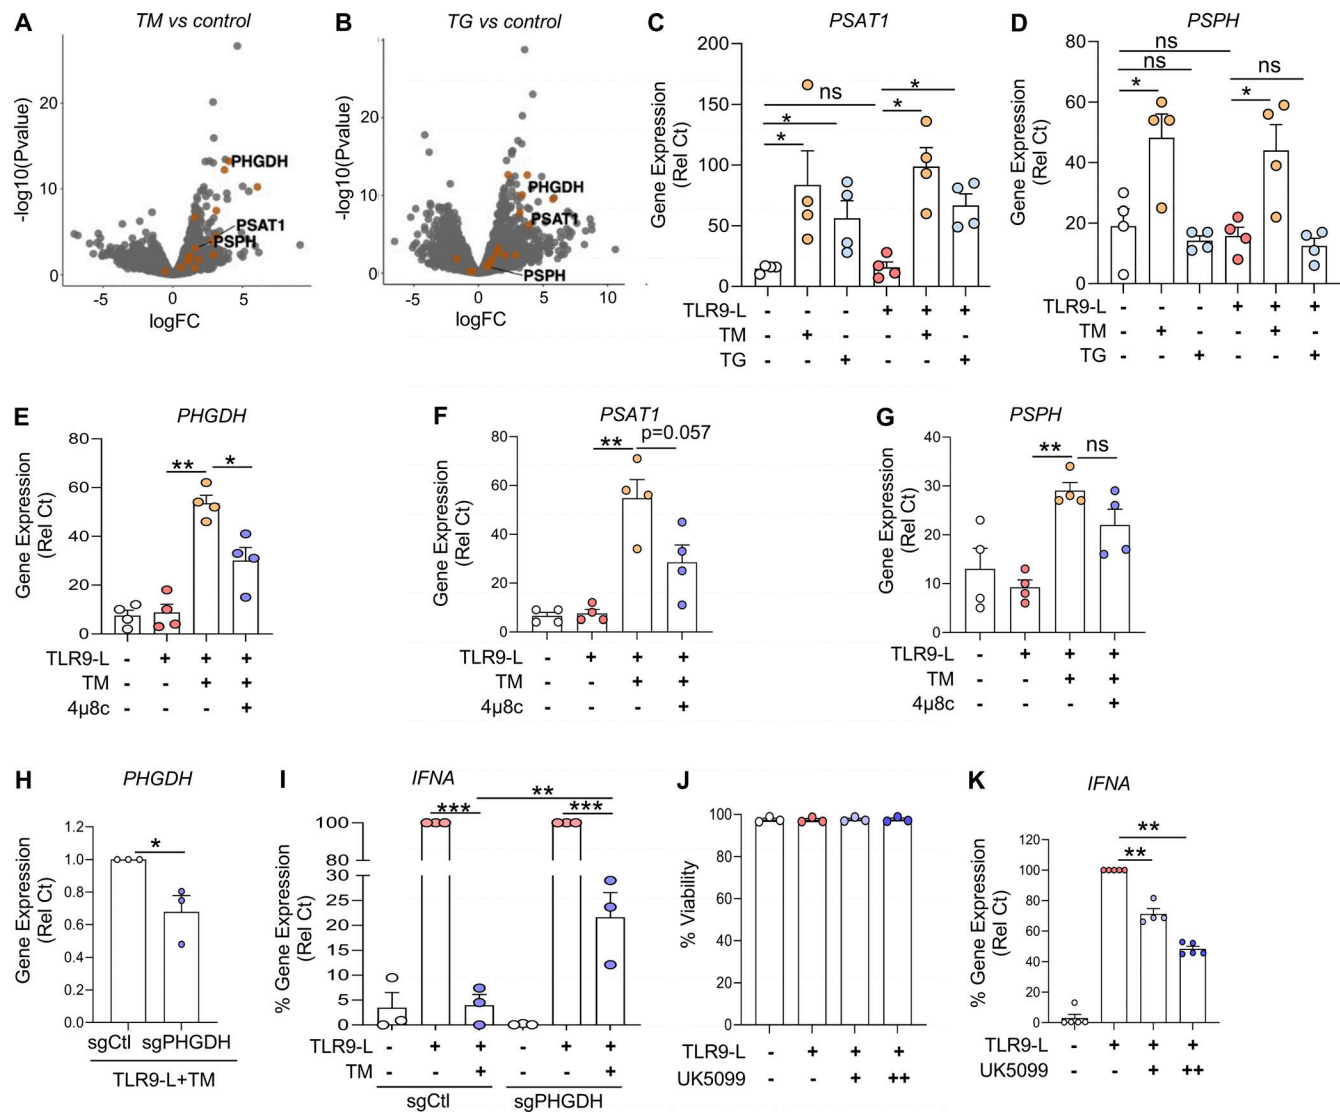 A
TM vs control
-log10(Pvalue)
20
10
0
PHGDH
PSAT1
PSPH
-5 0 5
logFC
B
TG vs control
-log10(Pvalue)
20
10
0
PHGDH
PSAT1
PSPH
-5 0 5 10
logFC
C
PSAT1
Gene Expression
(Rel Ct)
200
150
100
50
0
ns
*
*
*
*
TLR9-L - - - + + +
TM - + - - + -
TG - - + - - +
D
PSPH
Gene Expression
(Rel Ct)
80
60
40
20
0
ns
ns
*
ns
*
TLR9-L - - - + + +
TM - + - - + -
TG - - + - - +
E
PHGDH
Gene Expression
(Rel Ct)
80
60
40
20
0
** *
TLR9-L - + + +
TM - - + +
4μ8c - - - +
F
PSAT1
p=0.057
**
Gene Expression
(Rel Ct)
80
60
40
20
0
TLR9-L - + + +
TM - - + +
4μ8c - - - +
G
PSPH
Gene Expression
(Rel Ct)
40
30
20
10
0
** ns
TLR9-L - + + +
TM - - + +
4μ8c - - - +
H
PHGDH
Gene Expression
(Rel Ct)
1.2
1.0
0.8
0.6
0.4
0.2
0.0
*
sgCtl sgPHGDH
TLR9-L+TM
I
IFNA
% Gene Expression
(Rel Ct)
100
80
30
25
20
15
10
5
0
**
*** ***
TLR9-L - + + - + +
TM - - + - - +
sgCtl sgPHGDH
J
% Viability
100
80
60
40
20
0
TLR9-L - + + +
UK5099 - - + ++
K
IFNA
% Gene Expression
(Rel Ct)
120
100
80
60
40
20
0
**
**
TLR9-L - + + +
UK5099 - - + ++